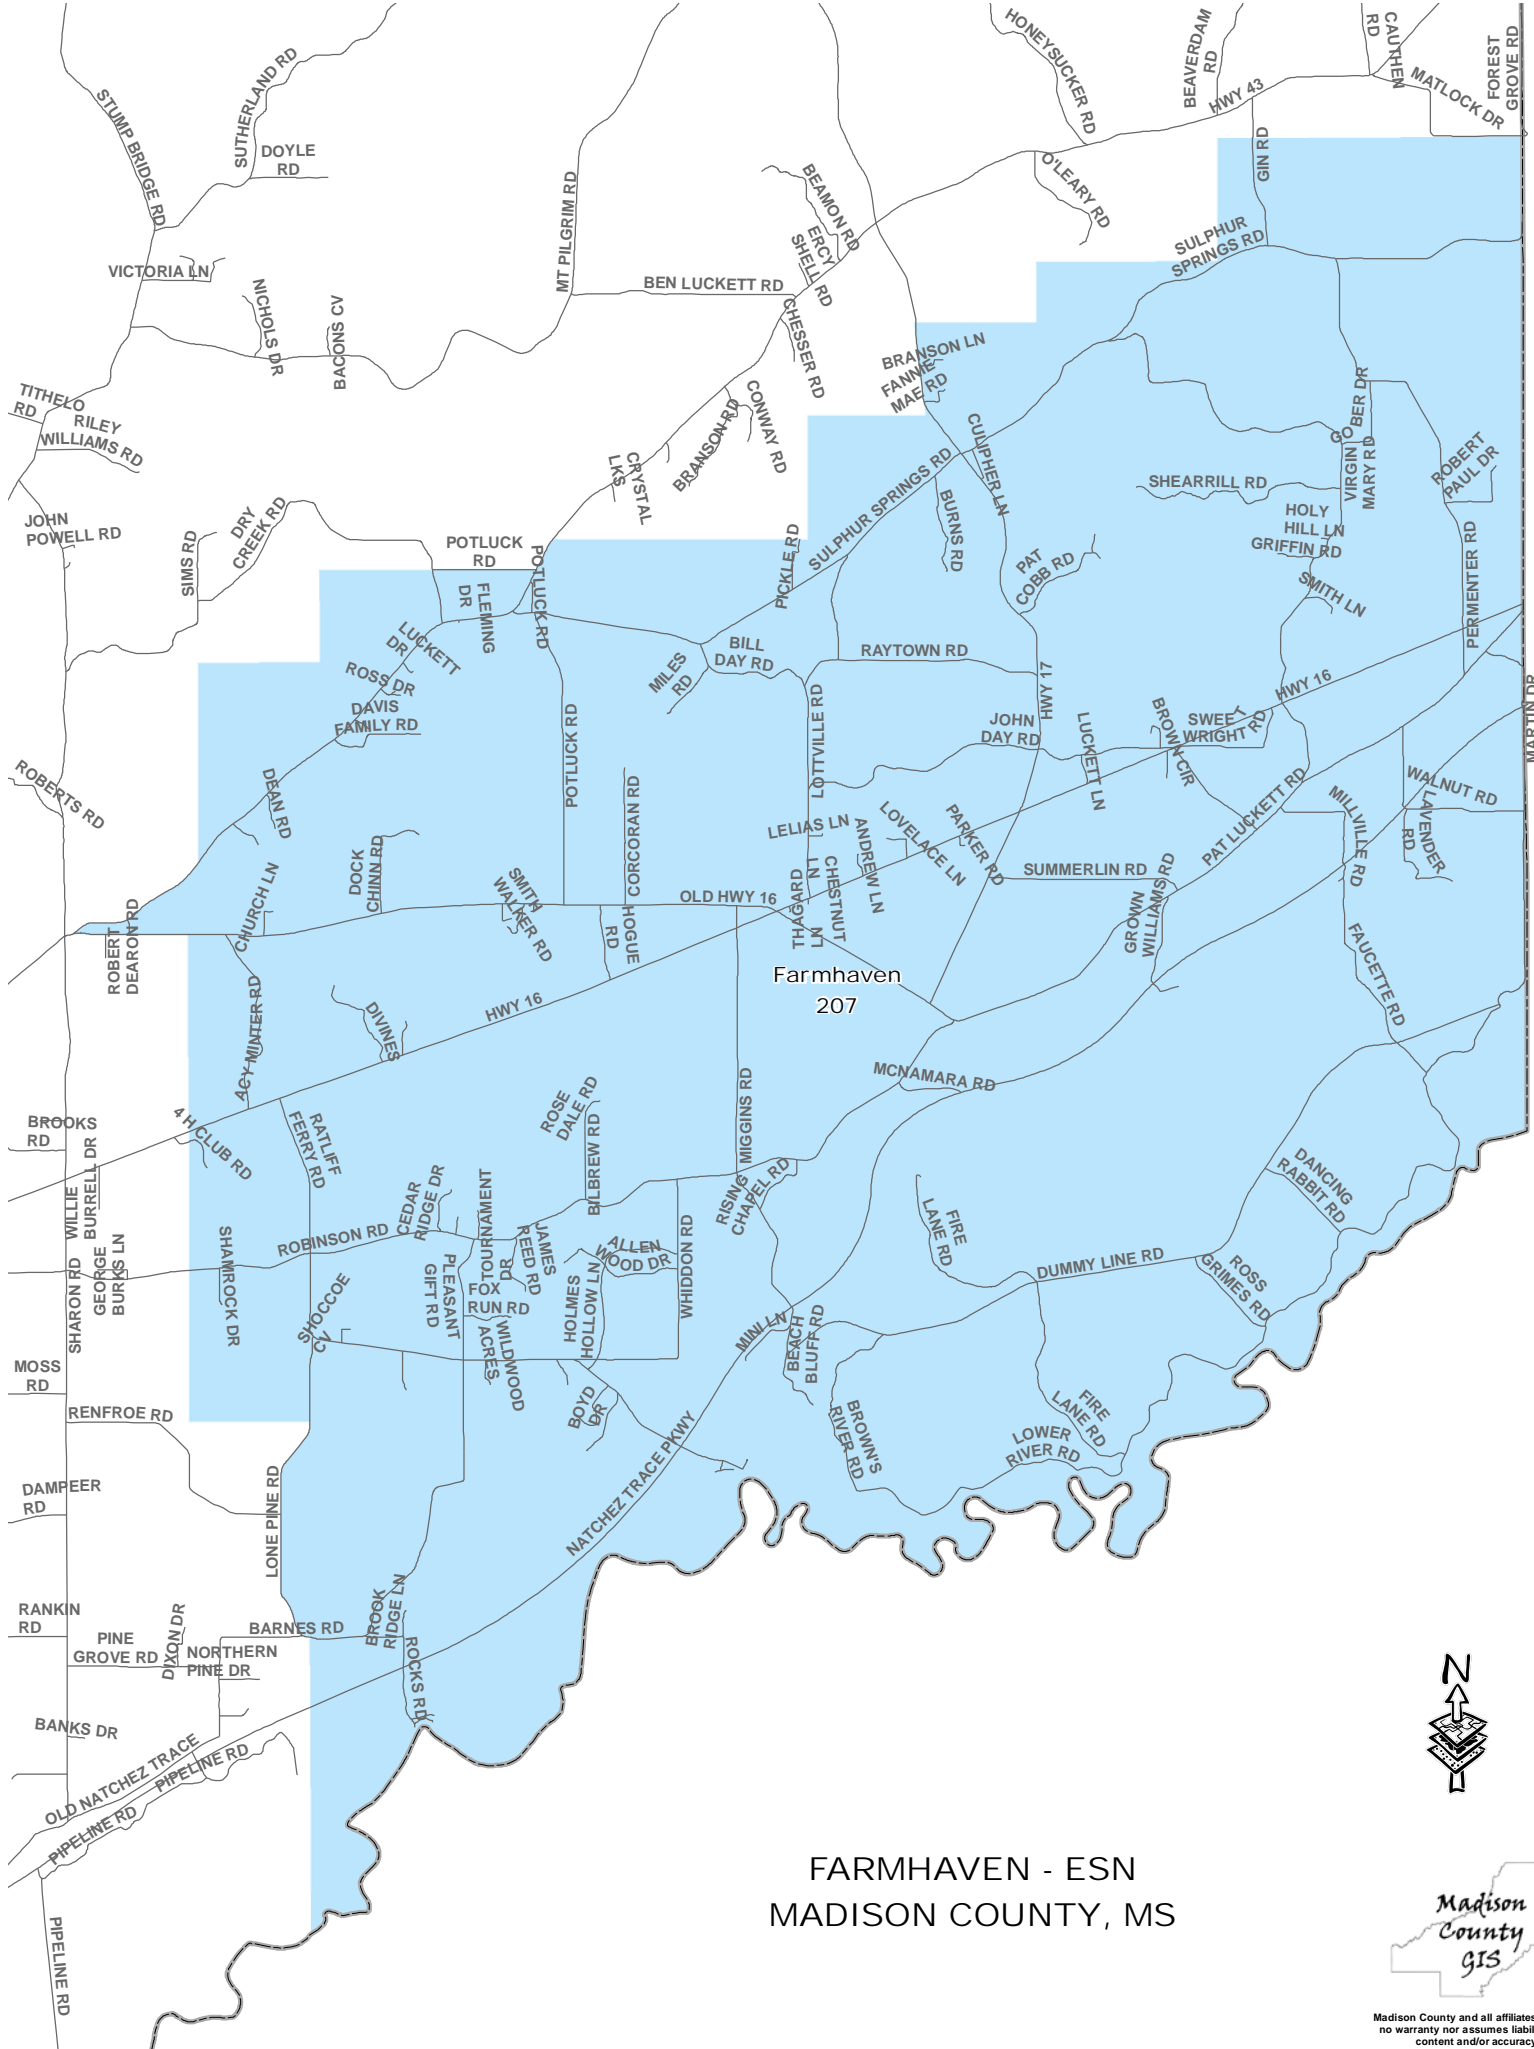 HONEYSUCKER RD
BEAVERDAM
RD
CAUTHEN
RD
FOREST
GROVE RD
MATLOCK DR
HWY 43
STUMP BRIDGE RD
SUTHERLAND RD
DOYLE
RD
GIN RD
O'LEARY RD
MT PILGRIM RD
BEAMON RD
ERCY
SHELL RD
SULPHUR
SPRINGS RD
VICTORIA LN
NICHOLS DR
BACONS CV
BEN LUCKETT RD
CHESSER RD
BRANSON LN
FANNIE
MAE RD
TITHELO
RD
RILEY
WILLIAMS RD
BRANSON RD
CONWAY RD
CRYSTAL
LKS
CULIPHER LN
GO BER DR
VIRGIN
MARY RD
ROBERT
PAUL DR
SHEARRILL RD
HOLY
HILL LN
GRIFFIN RD
SMITH LN
PERMENTER RD
JOHN
POWELL RD
SIMS RD
DRY
CREEK RD
POTLUCK
RD
POTLUCK RD
FLEMING
DR
PICKLE RD
SULPHUR SPRINGS RD
BURNS RD
PAT
COBB RD
LUCKETT
DR
ROSS DR
DAVIS
FAMILY RD
MILES
RD
BILL
DAY RD
RAYTOWN RD
HWY 17
HWY 16
MARTIN DR
POTLUCK RD
LOTTVILLE RD
JOHN
DAY RD
LUCKETT LN
BROWN CIR
SWEET
WRIGHT RD
ROBERTS RD
DEAN RD
CORCORAN RD
LELIAS LN
ANDREW LN
LOVELACE LN
PARKER RD
PAT LUCKETT RD
MILLVILLE RD
WALNUT RD
LAVENDER
RD
DOCK
CHINN RD
CHURCH LN
SMITH
WALKER RD
HOGUE
RD
OLD HWY 16
THAGARD
LN
CHESTNUT
LN
SUMMERLIN RD
GROWN
WILLIAMS RD
FAUCETTE RD
ROBERT
DEARON RD
Farmhaven
207
ACY MINTER RD
DIVINES
HWY 16
MCNAMARA RD
BROOKS
RD
4 H CLUB RD
RATLIFF
FERRY RD
ROSE
DALE RD
BILBREW RD
MIGGINS RD
RISING
CHAPEL RD
DANCING
RABBIT RD
WILLIE
BURRELL DR
GEORGE
BURKS LN
SHARON RD
SHAMROCK DR
ROBINSON RD
CEDAR
RIDGE DR
TOURNAMENT
DR
JAMES
REED RD
ALLEN
WOOD DR
WHIDDON RD
FIRE
LANE RD
DUMMY LINE RD
ROSS
GRIMES RD
SHOCCOE
CV
PLEASANT
GIFT RD
FOX
RUN RD
HOLMES
HOLLOW LN
WILDWOOD
ACRES
MINI LN
BEACH
BLUFF RD
MOSS
RD
RENFROE RD
BOYD
DR
BROWN'S
RIVER RD
FIRE
LANE RD
LOWER
RIVER RD
DAMPEER
RD
LONE PINE RD
NATCHEZ TRACE PKWY
RANKIN
RD
PINE
GROVE RD
DIXON DR
NORTHERN
PINE DR
BARNES RD
BROOK
RIDGE LN
ROCKS RD
BANKS DR
OLD NATCHEZ TRACE
PIPELINE RD
PIPELINE RD
PIPELINE RD
N
FARMHAVEN - ESN
MADISON COUNTY, MS
Madison
County
GIS
Madison County and all affiliates
no warranty nor assumes liabil
content and/or accuracy